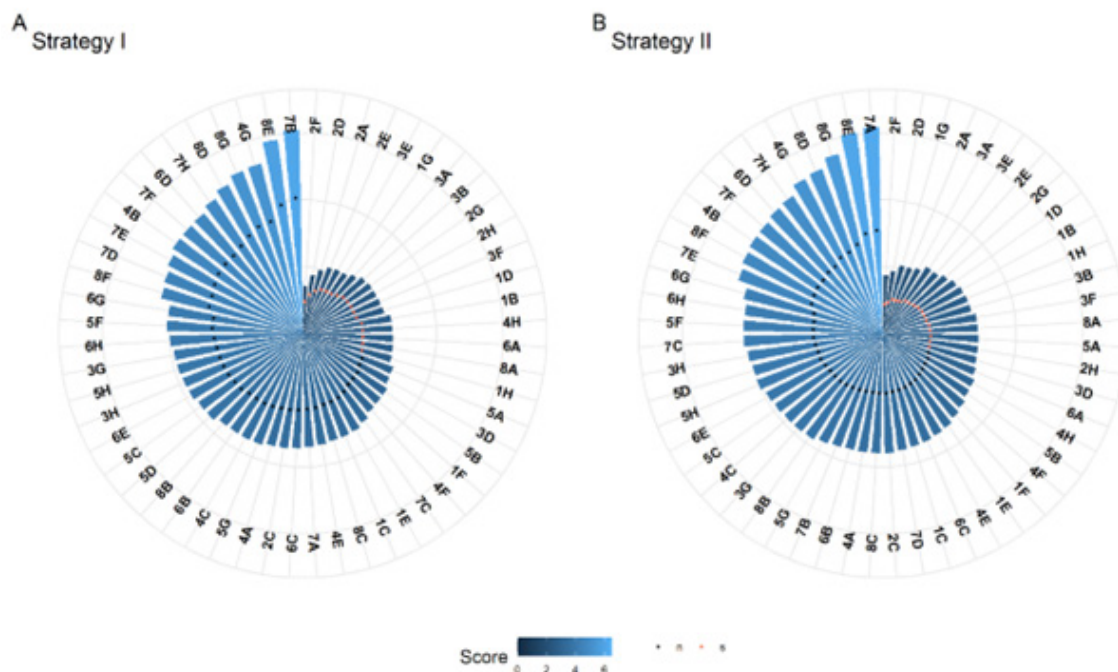 A
Strategy I
2F
2D
2A
2E
3E
1G
3A
3B
2G
2H
3F
1D
1B
4H
6A
8A
1H
5A
3D
5B
1F
4F
7C
1E
1C
8C
4E
7A
6C
2C
4A
5G
4C
6B
8B
5D
5C
6E
3H
5H
3G
6H
5F
6G
8F
7D
7E
4B
7F
6D
7H
8D
8G
4G
8E
7B
B
Strategy II
2F
2D
1G
2A
3A
3E
2E
2G
1D
1B
1H
3B
3F
8A
5A
2H
3D
6A
4H
5B
4F
1F
1E
4E
6C
1C
7D
2C
8C
4A
6B
7B
5G
8B
3G
4C
5C
6E
5H
5D
3H
7C
5F
6H
6G
7E
8F
4B
7F
6D
7H
4G
8D
8G
8E
7A
Score
0 2 4 6